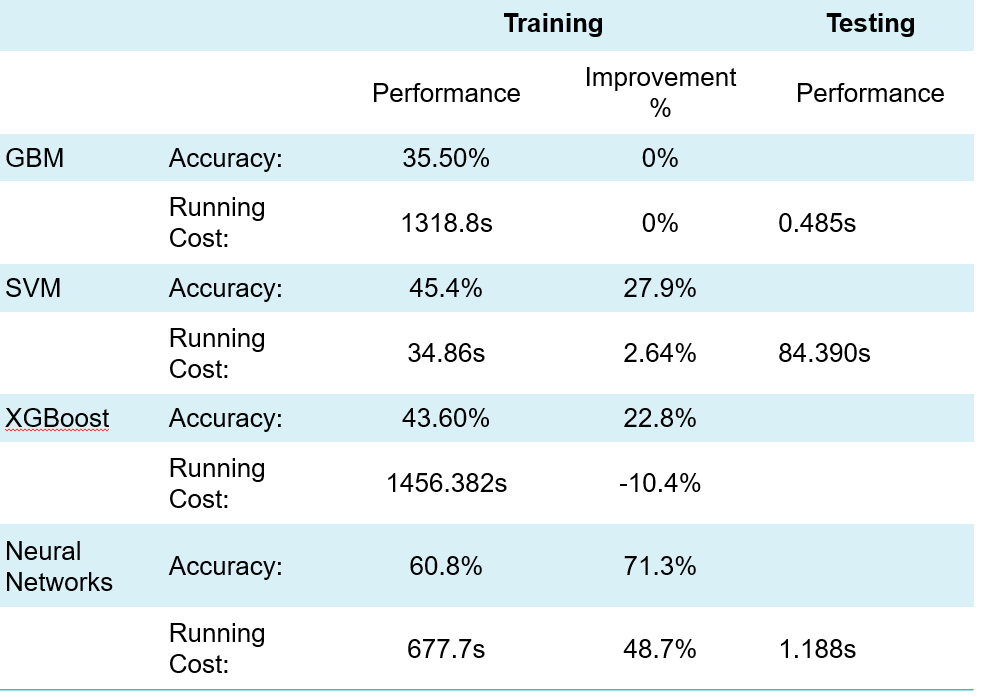 Training Testing
Performance Improvement % Performance
GBM Accuracy: 35.50% 0%
Running Cost: 1318.8s 0% 0.485s
SVM Accuracy: 45.4% 27.9%
Running Cost: 34.86s 2.64% 84.390s
XGBoost Accuracy: 43.60% 22.8%
Running Cost: 1456.382s -10.4%
Neural Networks Accuracy: 60.8% 71.3%
Running Cost: 677.7s 48.7% 1.188s